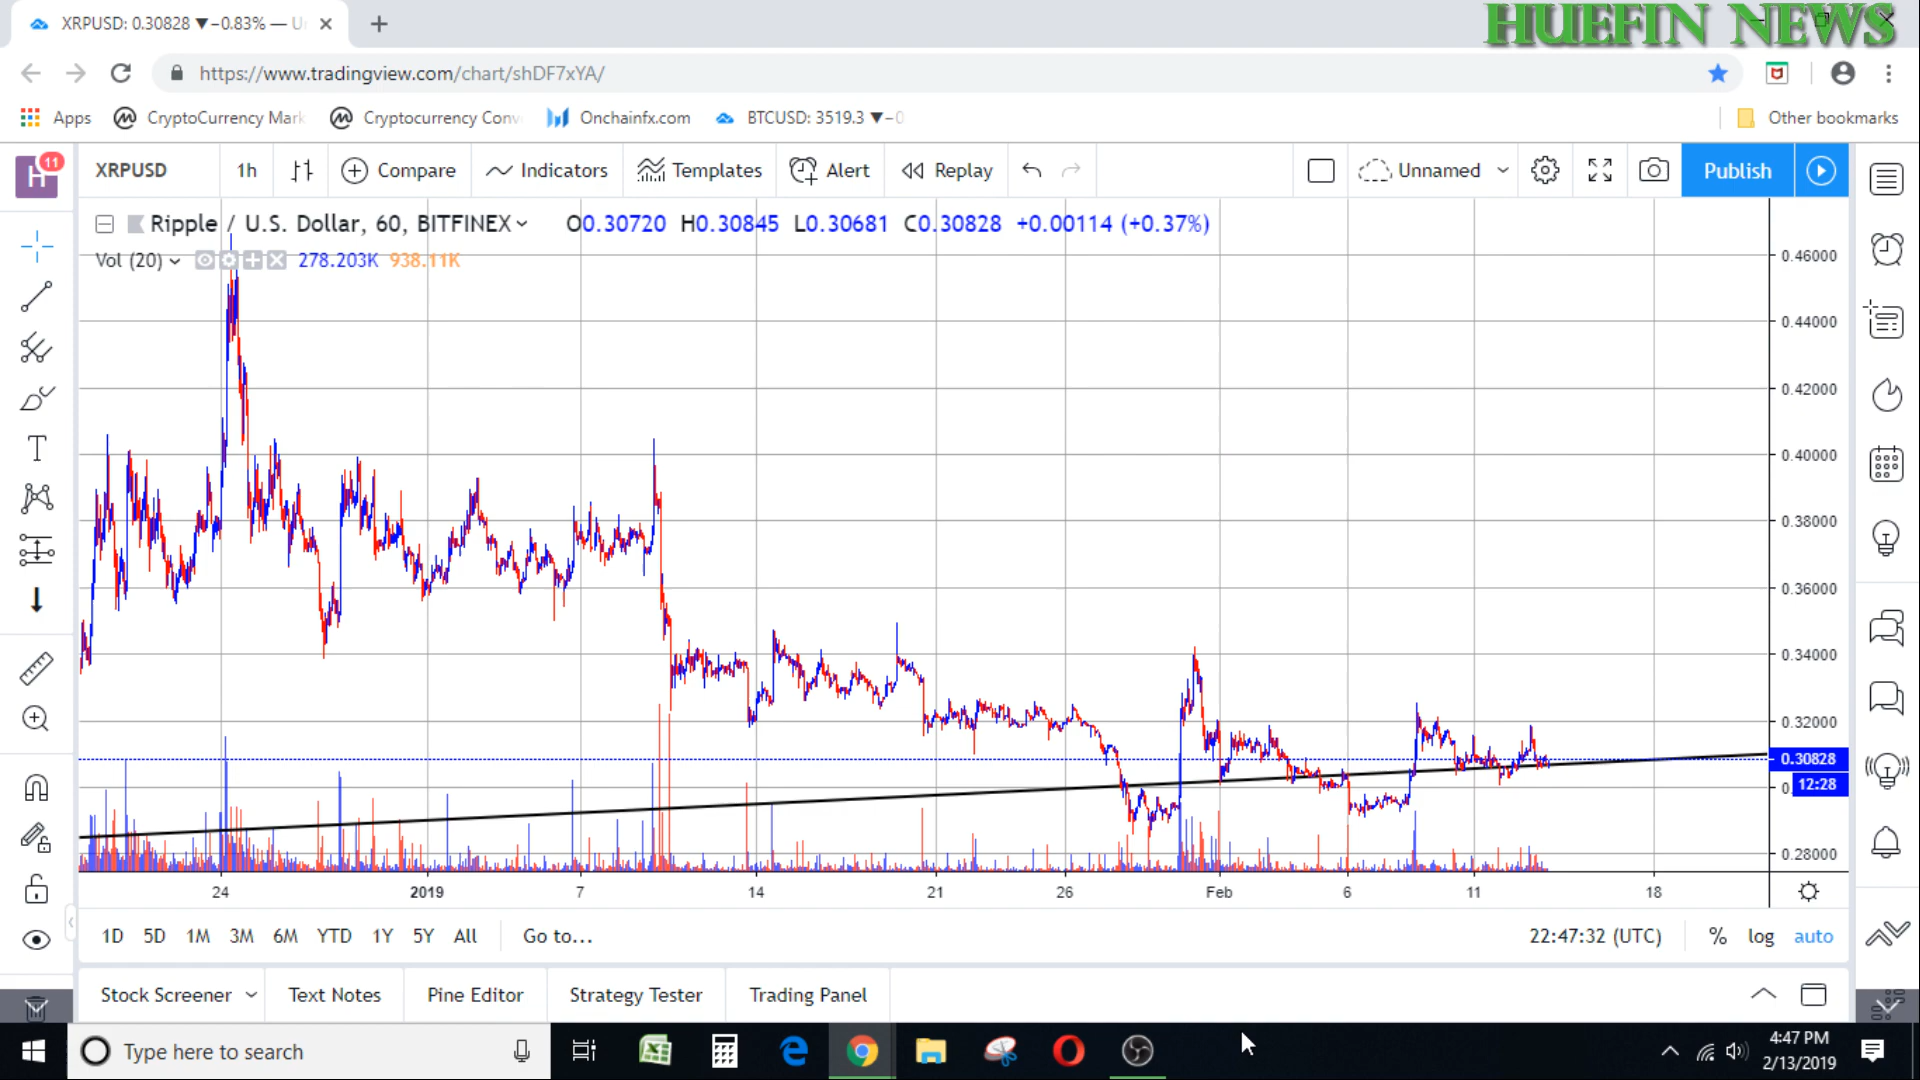 HUEFIN NEWS
XRPUSD: 0.30828 ▼−0.83% — U
https://www.tradingview.com/chart/shDF7xYA/
Apps CryptoCurrency Mark Cryptocurrency Conv Onchainfx.com BTCUSD: 3519.3 ▼−0 Other bookmarks
H 11 XRPUSD 1h Compare Indicators Templates Alert Replay Unnamed Publish
Ripple / U.S. Dollar, 60, BITFINEX O0.30720 H0.30845 L0.30681 C0.30828 +0.00114 (+0.37%)
Vol (20) 278.203K 938.11K
0.46000
0.44000
0.42000
0.40000
0.38000
0.36000
0.34000
0.32000
0.30828
12:28
0.28000
24 2019 7 14 21 26 Feb 6 11 18
1D 5D 1M 3M 6M YTD 1Y 5Y All Go to... 22:47:32 (UTC) % log auto
Stock Screener Text Notes Pine Editor Strategy Tester Trading Panel
Type here to search
4:47 PM
2/13/2019